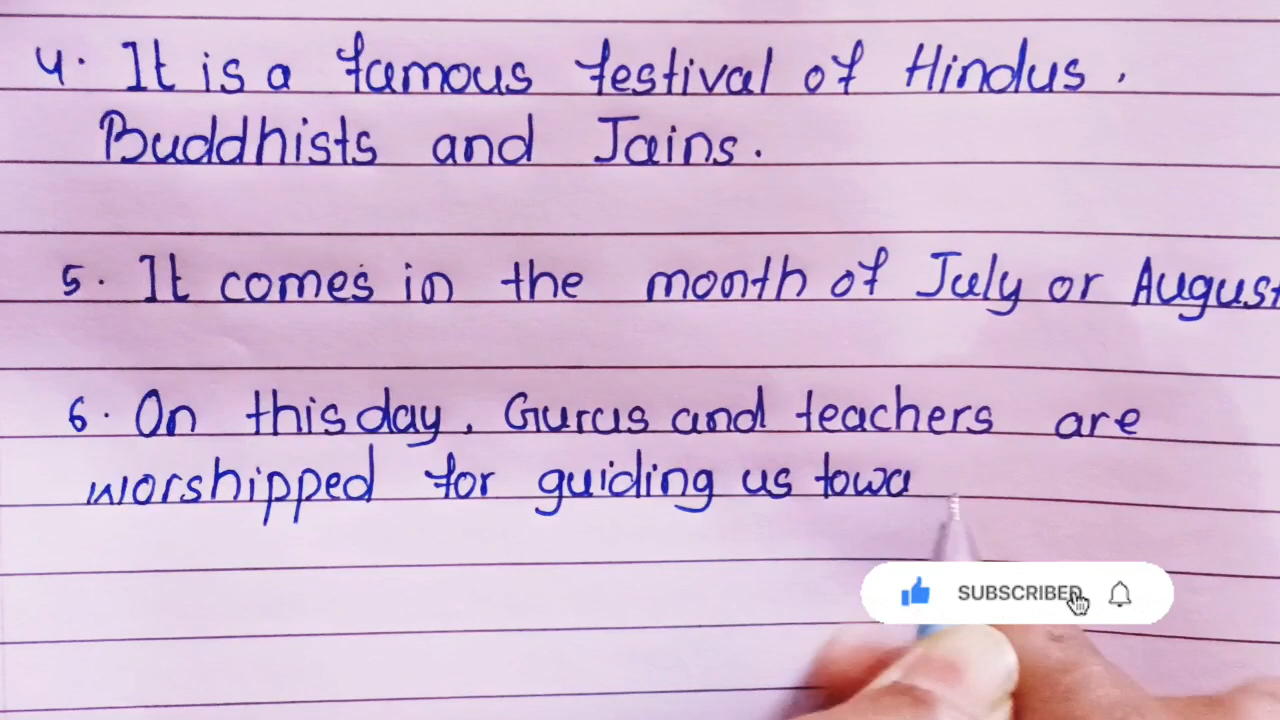 4. It is a famous festival of Hindus,
Buddhists and Jains.
5. It comes in the month of July or August
6. On this day, Gurus and teachers are
worshipped for guiding us towa
SUBSCRIBED